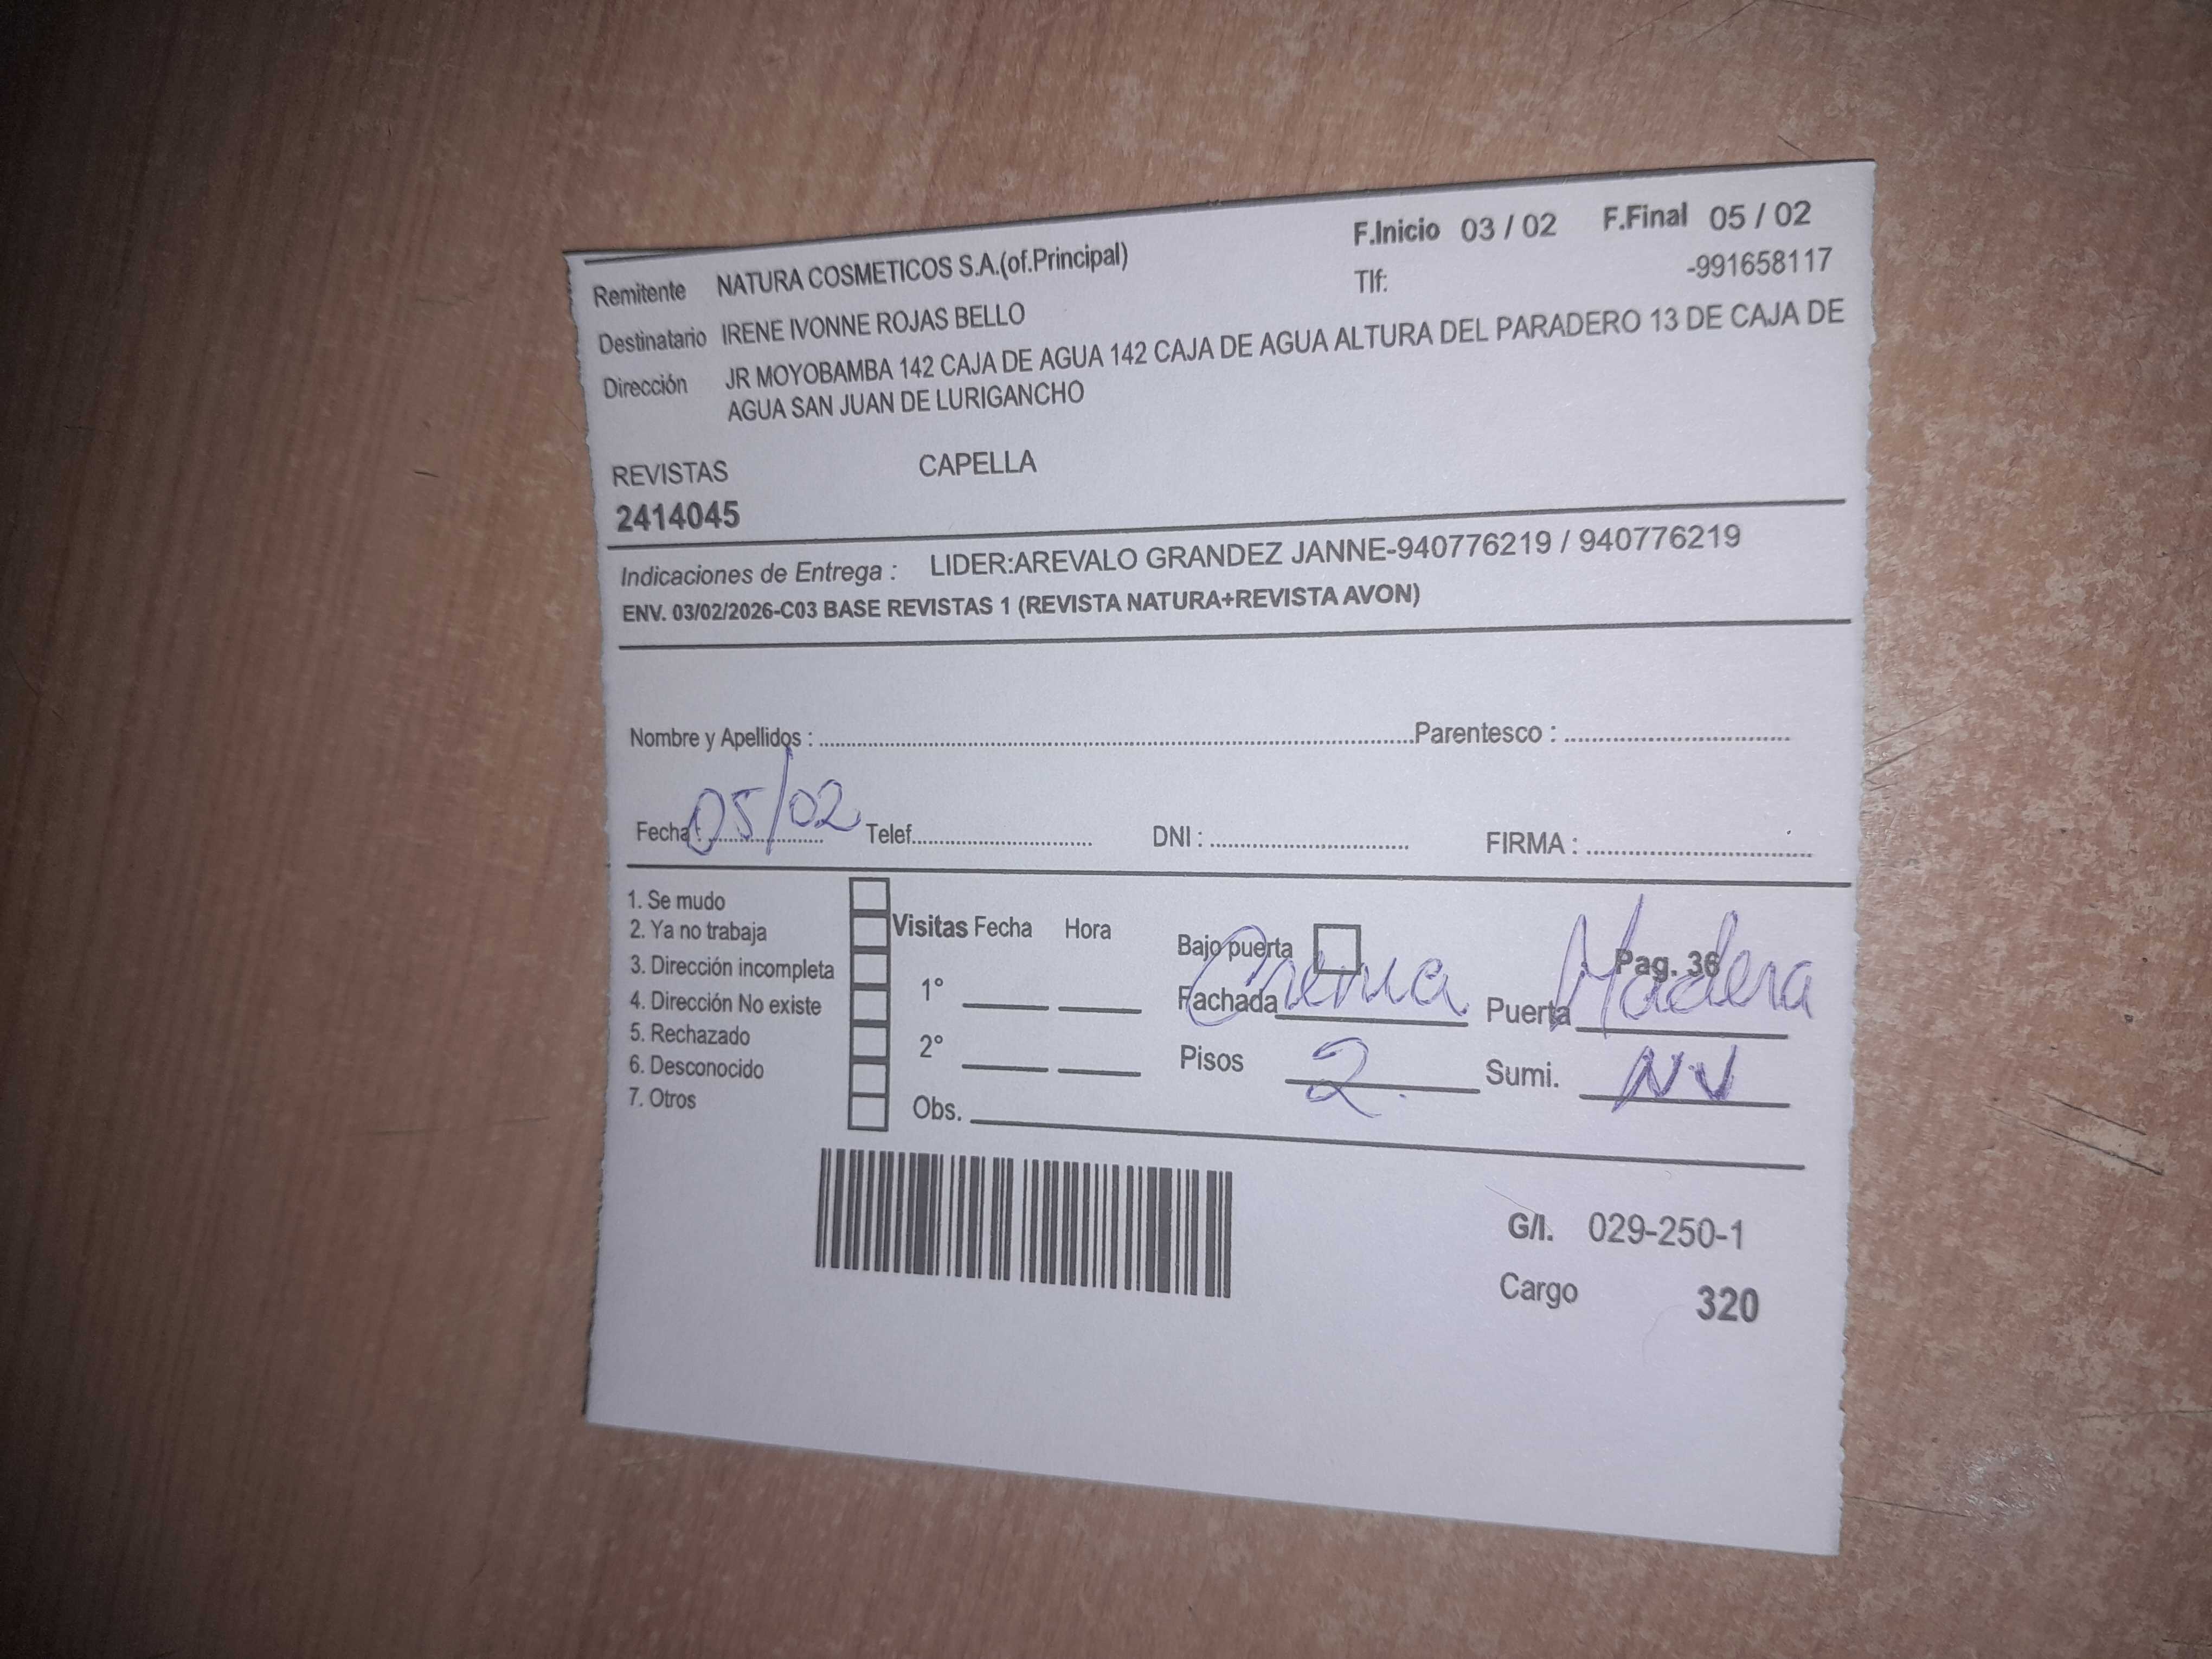 F.Inicio 03 / 02 F.Final 05 / 02
Remitente NATURA COSMETICOS S.A.(of.Principal) Tlf: -991658117
Destinatario IRENE IVONNE ROJAS BELLO
Dirección JR MOYOBAMBA 142 CAJA DE AGUA 142 CAJA DE AGUA ALTURA DEL PARADERO 13 DE CAJA DE
AGUA SAN JUAN DE LURIGANCHO
REVISTAS CAPELLA
2414045
Indicaciones de Entrega : LIDER:AREVALO GRANDEZ JANNE-940776219 / 940776219
ENV. 03/02/2026-C03 BASE REVISTAS 1 (REVISTA NATURA+REVISTA AVON)
Nombre y Apellidos : Parentesco :
Fecha : 05/02 Telef. DNI : FIRMA :
1. Se mudo
2. Ya no trabaja
3. Dirección incompleta
4. Dirección No existe
5. Rechazado
6. Desconocido
7. Otros
Visitas Fecha Hora
1°
2°
Obs.
Bajo puerta Pag. 36
Fachada Crema Puerta Madera
Pisos 2. Sumi. NV
G/I. 029-250-1
Cargo 320